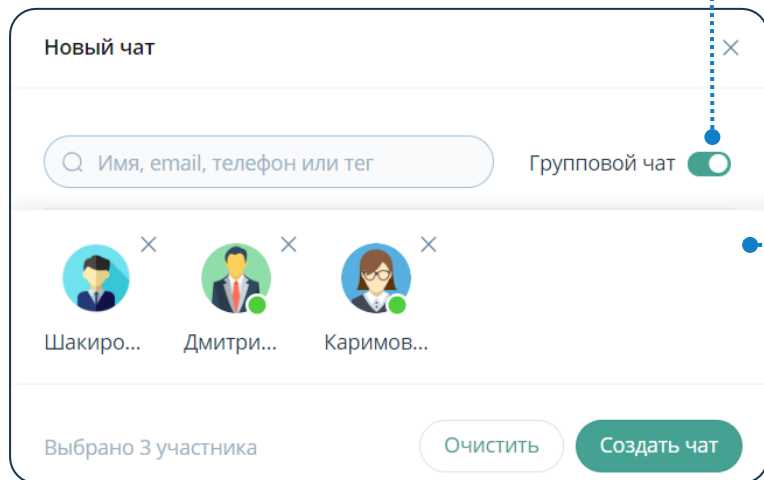 Новый чат
Имя, email, телефон или тег
Групповой чат
Шакиро... Дмитри... Каримов...
Выбрано 3 участника
Очистить
Создать чат